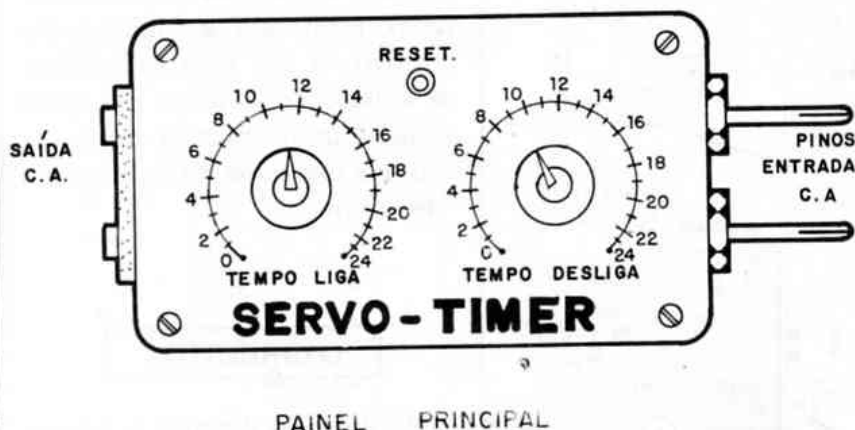 RESET.
SAÍDA
C.A.
0 2 4 6 8 10 12 14 16 18 20 22 24
TEMPO LIGA
0 2 4 6 8 10 12 14 16 18 20 22 24
TEMPO DESLIGA
PINOS
ENTRADA
C.A
SERVO-TIMER
PAINEL PRINCIPAL